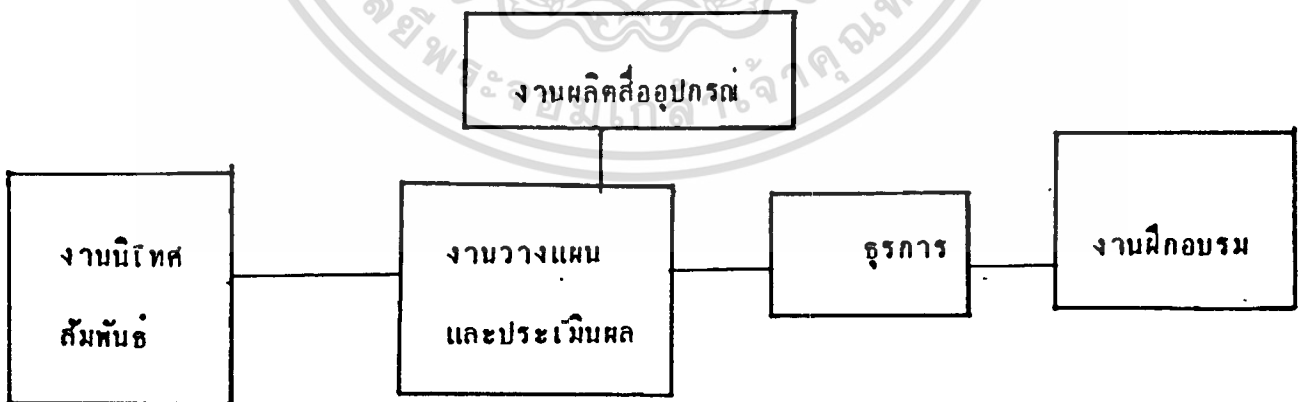 งานผลิตสื่ออุปกรณ์
งานนิเทศ
สัมพันธ์
งานวางแผน
และประเมินผล
ธุรการ
งานฝึกอบรม